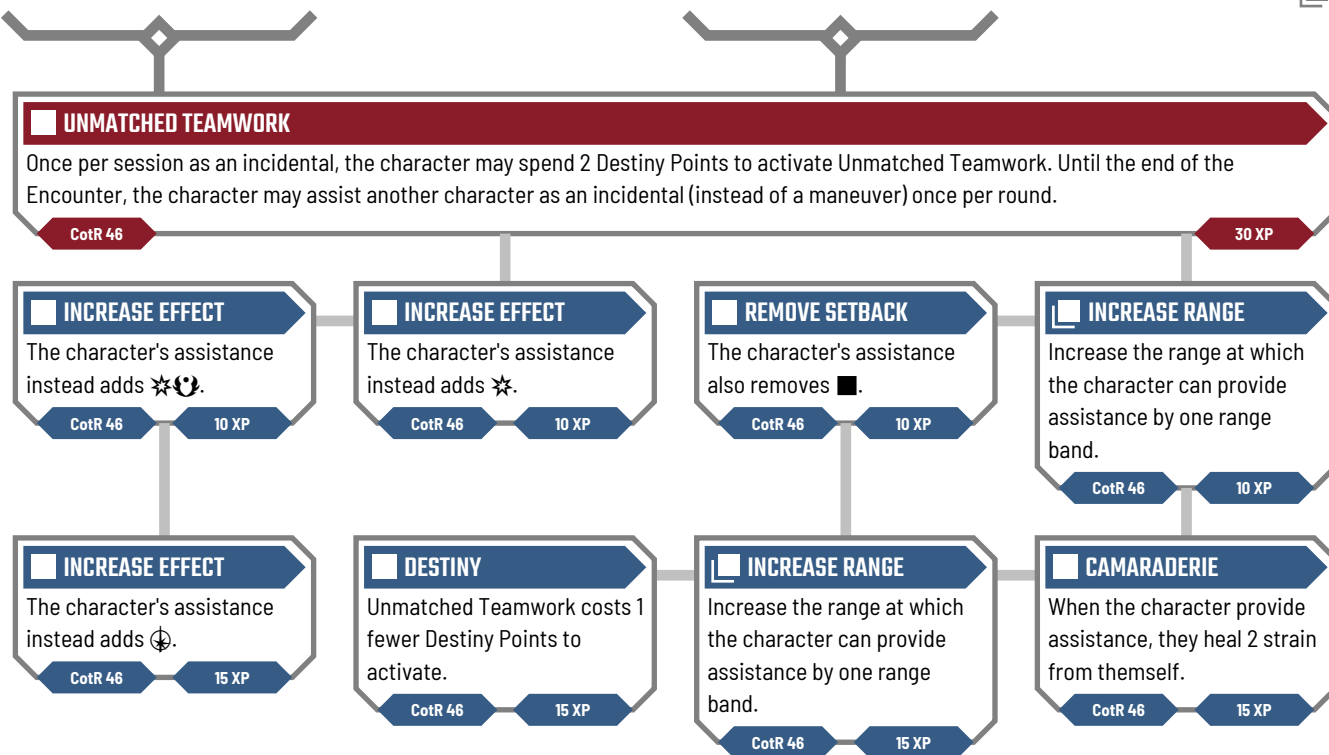 UNMATCHED TEAMWORK
Once per session as an incidental, the character may spend 2 Destiny Points to activate Unmatched Teamwork. Until the end of the
Encounter, the character may assist another character as an incidental (instead of a maneuver) once per round.
CotR 46
30 XP
INCREASE EFFECT
The character's assistance
instead adds .
CotR 46
10 XP
INCREASE EFFECT
The character's assistance
instead adds .
CotR 46
10 XP
REMOVE SETBACK
The character's assistance
also removes ■.
CotR 46
10 XP
INCREASE RANGE
Increase the range at which
the character can provide
assistance by one range
band.
CotR 46
10 XP
INCREASE EFFECT
The character's assistance
instead adds .
CotR 46
15 XP
DESTINY
Unmatched Teamwork costs 1
fewer Destiny Points to
activate.
CotR 46
15 XP
INCREASE RANGE
Increase the range at which
the character can provide
assistance by one range
band.
CotR 46
15 XP
CAMARADERIE
When the character provide
assistance, they heal 2 strain
from themself.
CotR 46
15 XP